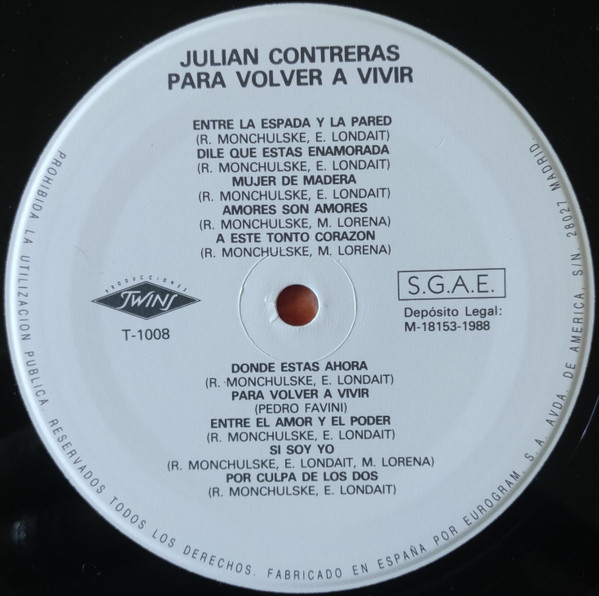 JULIAN CONTRERAS
PARA VOLVER A VIVIR
ENTRE LA ESPADA Y LA PARED
(R. MONCHULSKE, E. LONDAIT)
DILE QUE ESTAS ENAMORADA
(R. MONCHULSKE, E. LONDAIT)
MUJER DE MADERA
(R. MONCHULSKE, E. LONDAIT)
AMORES SON AMORES
(R. MONCHULSKE, M. LORENA)
A ESTE TONTO CORAZON
(R. MONCHULSKE, M. LORENA)
PRODUCCIONES
TWINS
T-1008
S.G.A.E.
Depósito Legal:
M-18153-1988
DONDE ESTAS AHORA
(R. MONCHULSKE, E. LONDAIT)
PARA VOLVER A VIVIR
(PEDRO FAVINI)
ENTRE EL AMOR Y EL PODER
(R. MONCHULSKE, E. LONDAIT)
SI SOY YO
(R. MONCHULSKE, E. LONDAIT, M. LORENA)
POR CULPA DE LOS DOS
(R. MONCHULSKE, E. LONDAIT)
PROHIBIDA LA UTILIZACION PUBLICA. RESERVADOS TODOS LOS DERECHOS. FABRICADO EN ESPAÑA POR EUROGRAM, S. A. AVDA. DE AMERICA, S/N 28027 MADRID